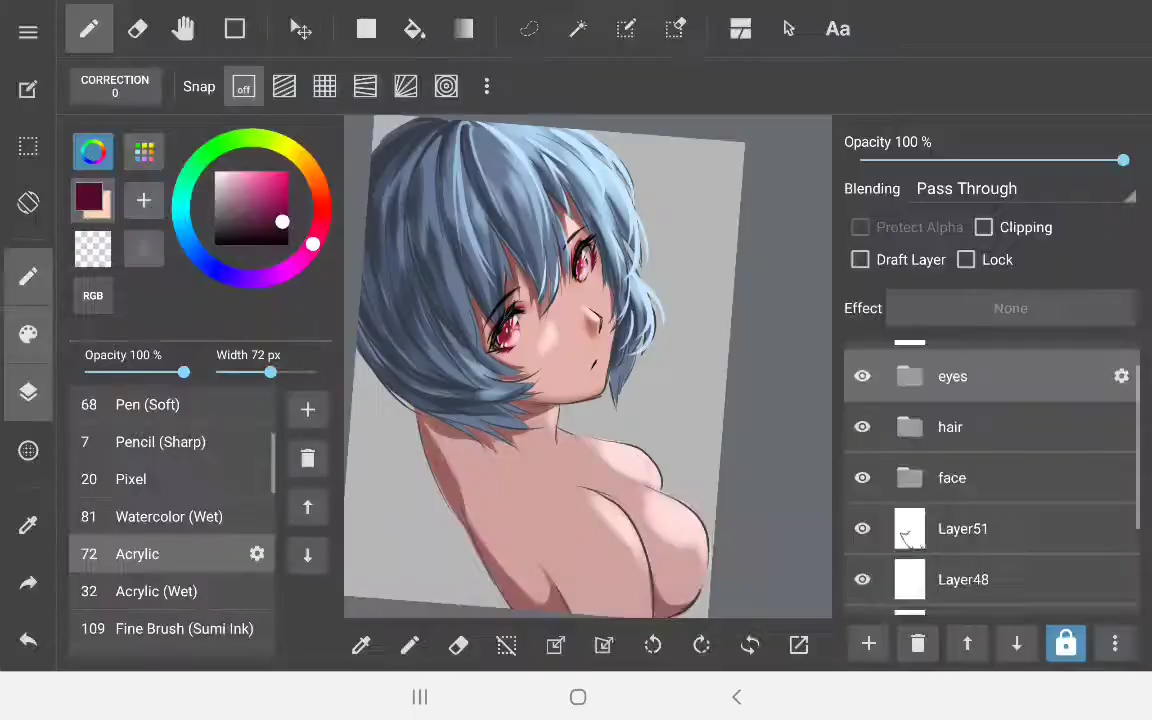 Aa
CORRECTION
0
Snap
off
RGB
Opacity 100 %
Width 72 px
68 Pen (Soft)
7 Pencil (Sharp)
20 Pixel
81 Watercolor (Wet)
72 Acrylic
32 Acrylic (Wet)
109 Fine Brush (Sumi Ink)
Opacity 100 %
Blending Pass Through
Protect Alpha
Clipping
Draft Layer
Lock
Effect
None
eyes
hair
face
Layer51
Layer48